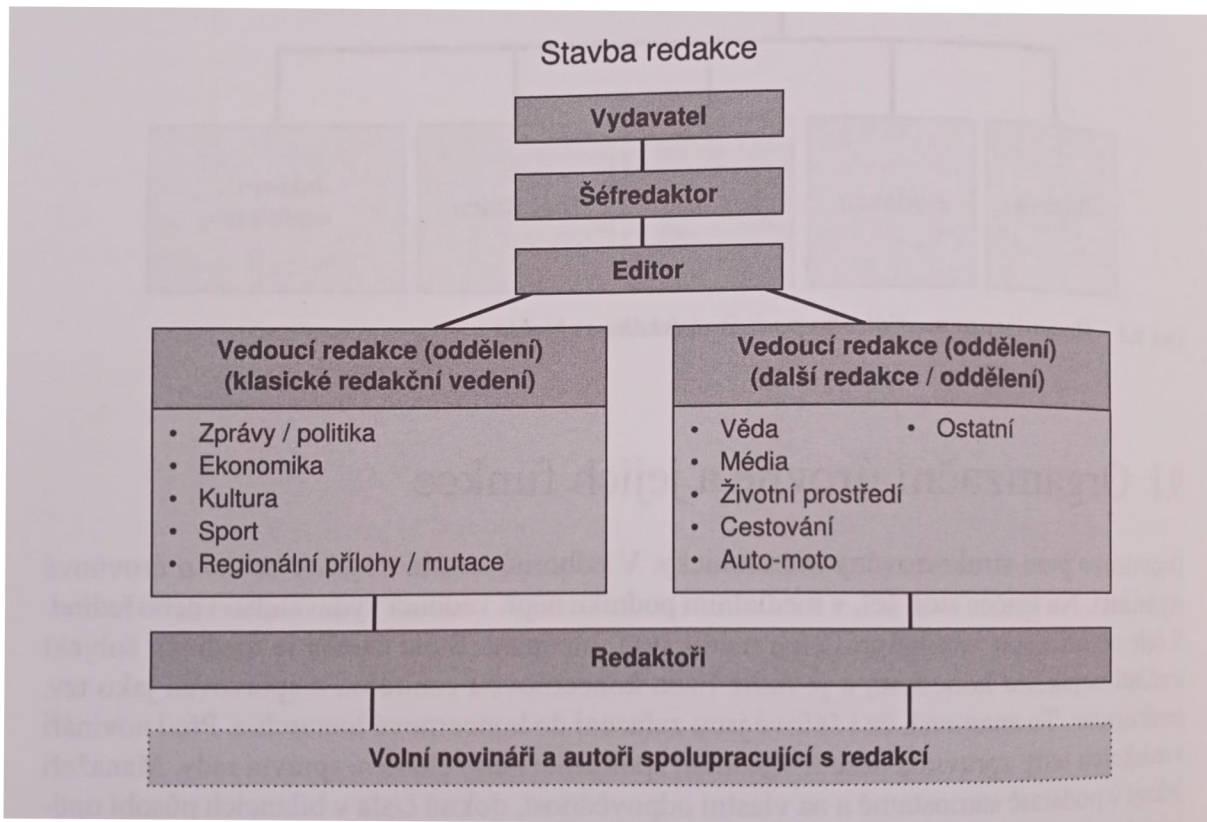 Stavba redakce
Vydavatel
Šéfredaktor
Editor
Vedoucí redakce (oddělení)
(klasické redakční vedení)
• Zprávy / politika
• Ekonomika
• Kultura
• Sport
• Regionální přílohy / mutace
Vedoucí redakce (oddělení)
(další redakce / oddělení)
• Věda
• Média
• Životní prostředí
• Cestování
• Auto-moto
• Ostatní
Redaktoři
Volní novináři a autoři spolupracující s redakcí